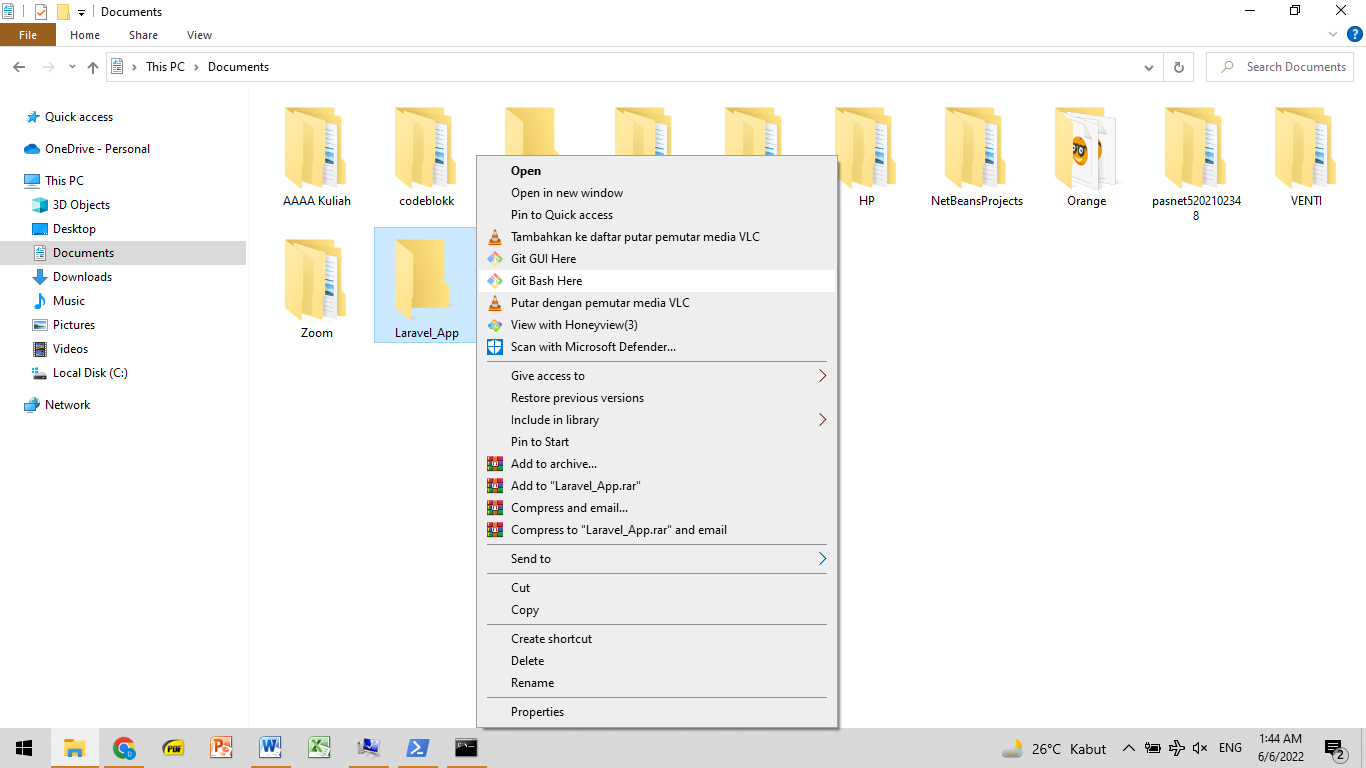 Documents
File Home Share View
This PC Documents
Search Documents
Quick access
OneDrive - Personal
This PC
3D Objects
Desktop
Documents
Downloads
Music
Pictures
Videos
Local Disk (C:)
Network
AAAA Kuliah
codeblokk
HP
NetBeansProjects
Orange
pasnet520210234
8
VENTI
Zoom
Laravel_App
Open
Open in new window
Pin to Quick access
Tambahkan ke daftar putar pemutar media VLC
Git GUI Here
Git Bash Here
Putar dengan pemutar media VLC
View with Honeyview(3)
Scan with Microsoft Defender...
Give access to
Restore previous versions
Include in library
Pin to Start
Add to archive...
Add to "Laravel_App.rar"
Compress and email...
Compress to "Laravel_App.rar" and email
Send to
Cut
Copy
Create shortcut
Delete
Rename
Properties
PDF
26°C Kabut
ENG
1:44 AM
6/6/2022
2